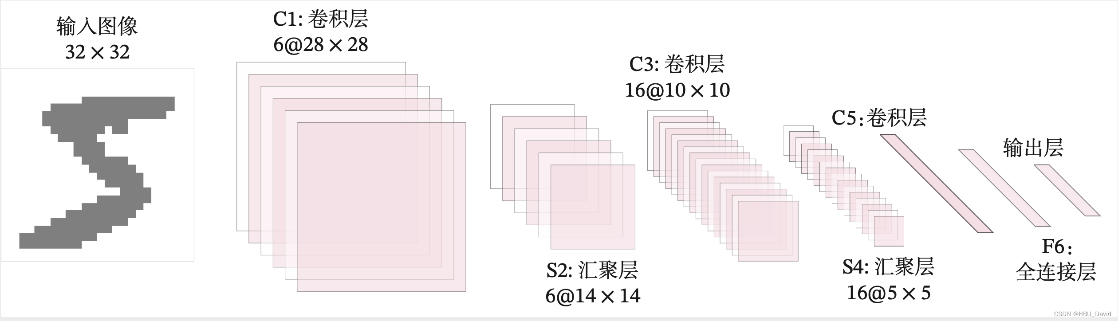 输入图像
32 × 32
C1: 卷积层
6@28 × 28
S2: 汇聚层
6@14 × 14
C3: 卷积层
16@10 × 10
S4: 汇聚层
16@5 × 5
C5: 卷积层
F6:
全连接层
输出层